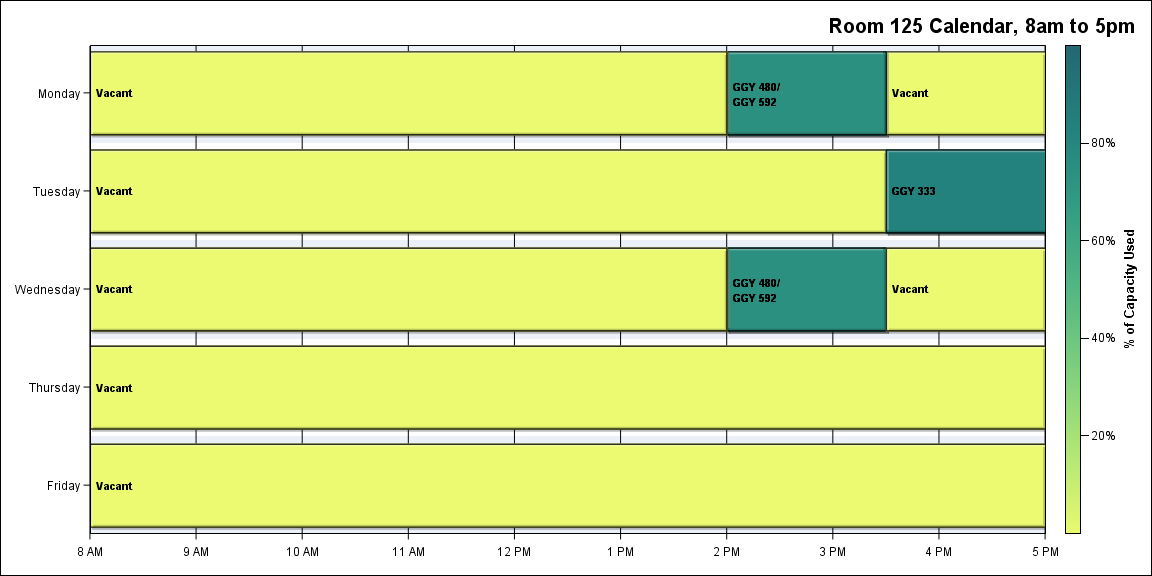 Room 125 Calendar, 8am to 5pm
Monday
Vacant
GGY 480/
GGY 592
Vacant
Tuesday
Vacant
GGY 333
Wednesday
Vacant
GGY 480/
GGY 592
Vacant
Thursday
Vacant
Friday
Vacant
8 AM
9 AM
10 AM
11 AM
12 PM
1 PM
2 PM
3 PM
4 PM
5 PM
80%
60%
40%
20%
% of Capacity Used